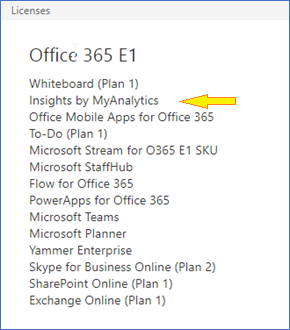 Licenses
Office 365 E1
Whiteboard (Plan 1)
Insights by MyAnalytics
Office Mobile Apps for Office 365
To-Do (Plan 1)
Microsoft Stream for O365 E1 SKU
Microsoft StaffHub
Flow for Office 365
PowerApps for Office 365
Microsoft Teams
Microsoft Planner
Yammer Enterprise
Skype for Business Online (Plan 2)
SharePoint Online (Plan 1)
Exchange Online (Plan 1)